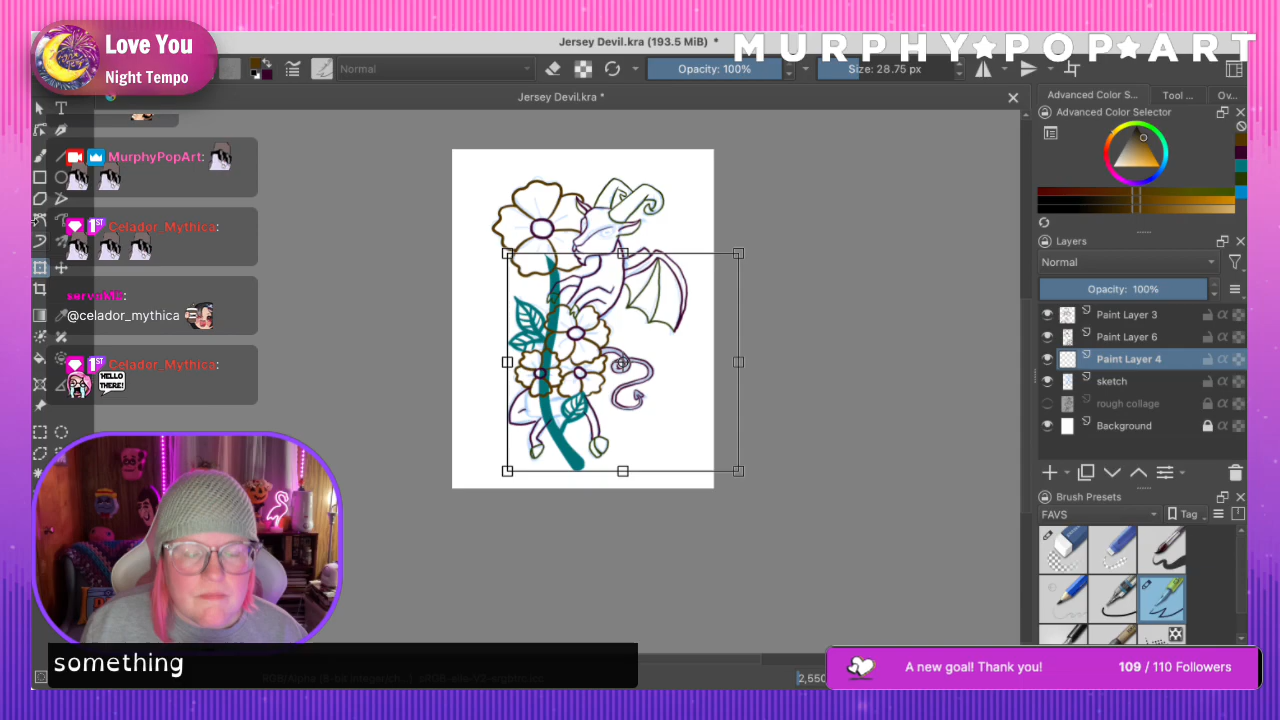 Love You
Night Tempo
MURPHY★POP★ART
Jersey Devil.kra (193.5 MiB) *
Normal
Opacity: 100%
Size: 28.75 px
Jersey Devil.kra *
MurphyPopArt:
Celador_Mythica:
@celador_mythica
Celador_Mythica:
HELLO THERE!
Advanced Color S...
Tool ...
Ov...
Advanced Color Selector
Layers
Normal
Opacity: 100%
Paint Layer 3
Paint Layer 6
Paint Layer 4
sketch
rough collage
Background
Brush Presets
FAVS
Tag
something
2,550
A new goal! Thank you!
109 / 110 Followers